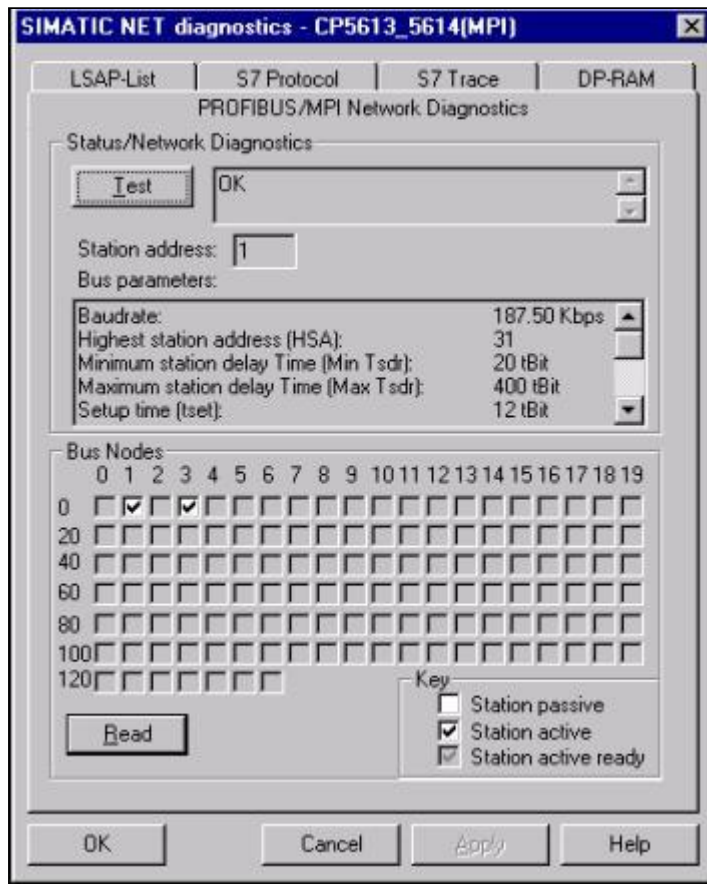 SIMATIC NET diagnostics - CP5613_5614(MPI)
LSAP-List S7 Protocol S7 Trace DP-RAM
PROFIBUS/MPI Network Diagnostics
Status/Network Diagnostics
Test OK
Station address: 1
Bus parameters:
Baudrate: 187.50 Kbps
Highest station address (HSA): 31
Minimum station delay Time (Min Tsdr): 20 tBit
Maximum station delay Time (Max Tsdr): 400 tBit
Setup time (tset): 12 tBit
Bus Nodes
0 1 2 3 4 5 6 7 8 9 10 11 12 13 14 15 16 17 18 19
0
20
40
60
80
100
120
Key
Station passive
Read
Station active
Station active ready
OK Cancel Apply Help